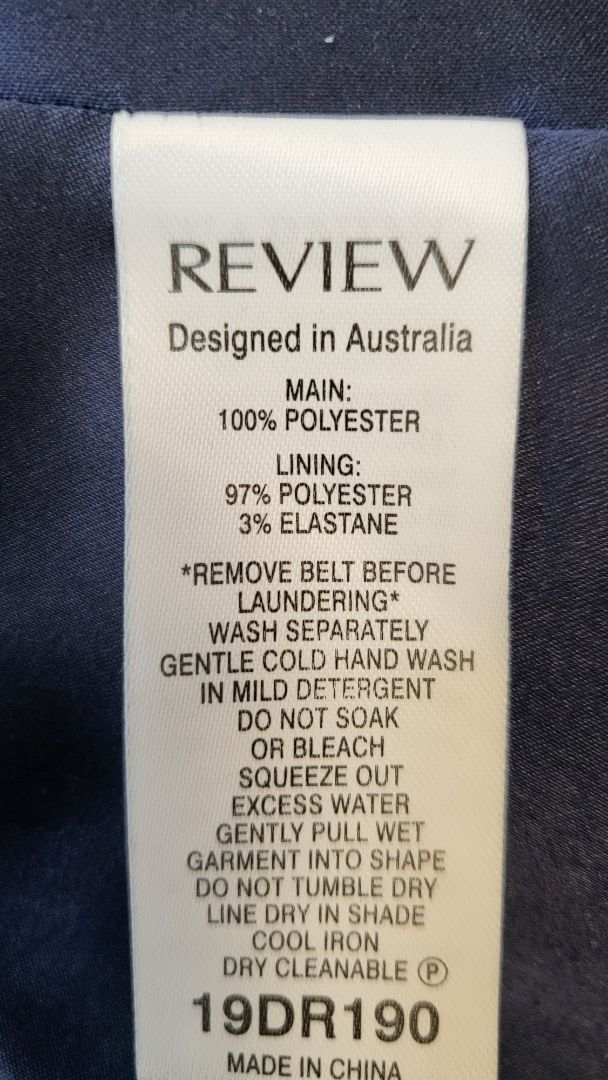 REVIEW
Designed in Australia
MAIN:
100% POLYESTER
LINING:
97% POLYESTER
3% ELASTANE
*REMOVE BELT BEFORE
LAUNDERING*
WASH SEPARATELY
GENTLE COLD HAND WASH
IN MILD DETERGENT
DO NOT SOAK
OR BLEACH
SQUEEZE OUT
EXCESS WATER
GENTLY PULL WET
GARMENT INTO SHAPE
DO NOT TUMBLE DRY
LINE DRY IN SHADE
COOL IRON
DRY CLEANABLE Ⓟ
19DR190
MADE IN CHINA